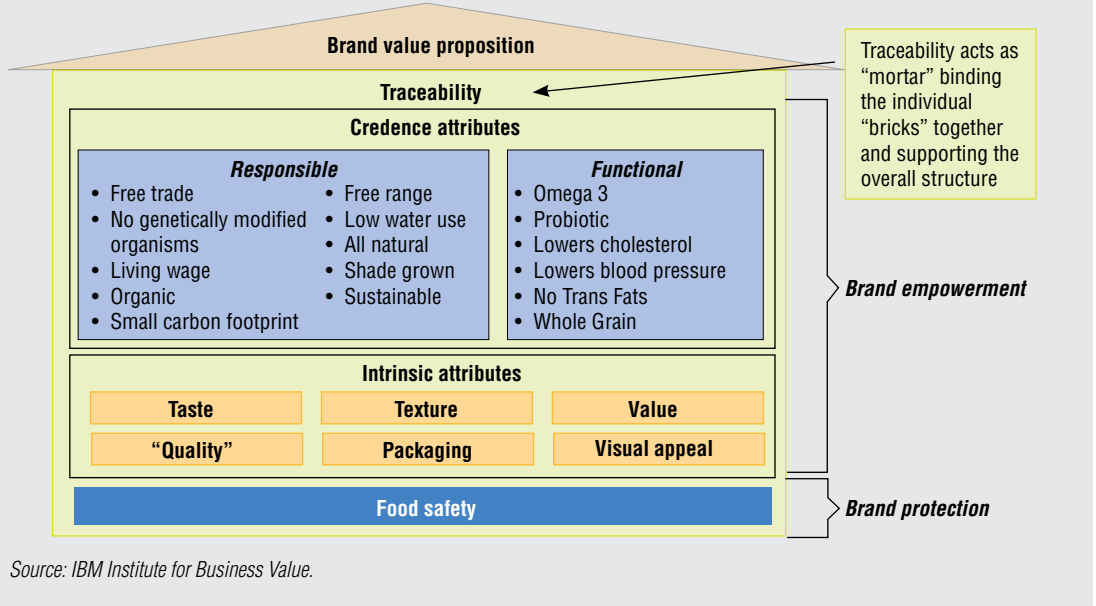 Brand value proposition
Traceability
Traceability acts as
“mortar” binding
the individual
“bricks” together
and supporting the
overall structure
Credence attributes
Responsible
• Free trade
• No genetically modified
organisms
• Living wage
• Organic
• Small carbon footprint
• Free range
• Low water use
• All natural
• Shade grown
• Sustainable
Functional
• Omega 3
• Probiotic
• Lowers cholesterol
• Lowers blood pressure
• No Trans Fats
• Whole Grain
Brand empowerment
Intrinsic attributes
Taste
Texture
Value
“Quality”
Packaging
Visual appeal
Food safety
Brand protection
Source: IBM Institute for Business Value.